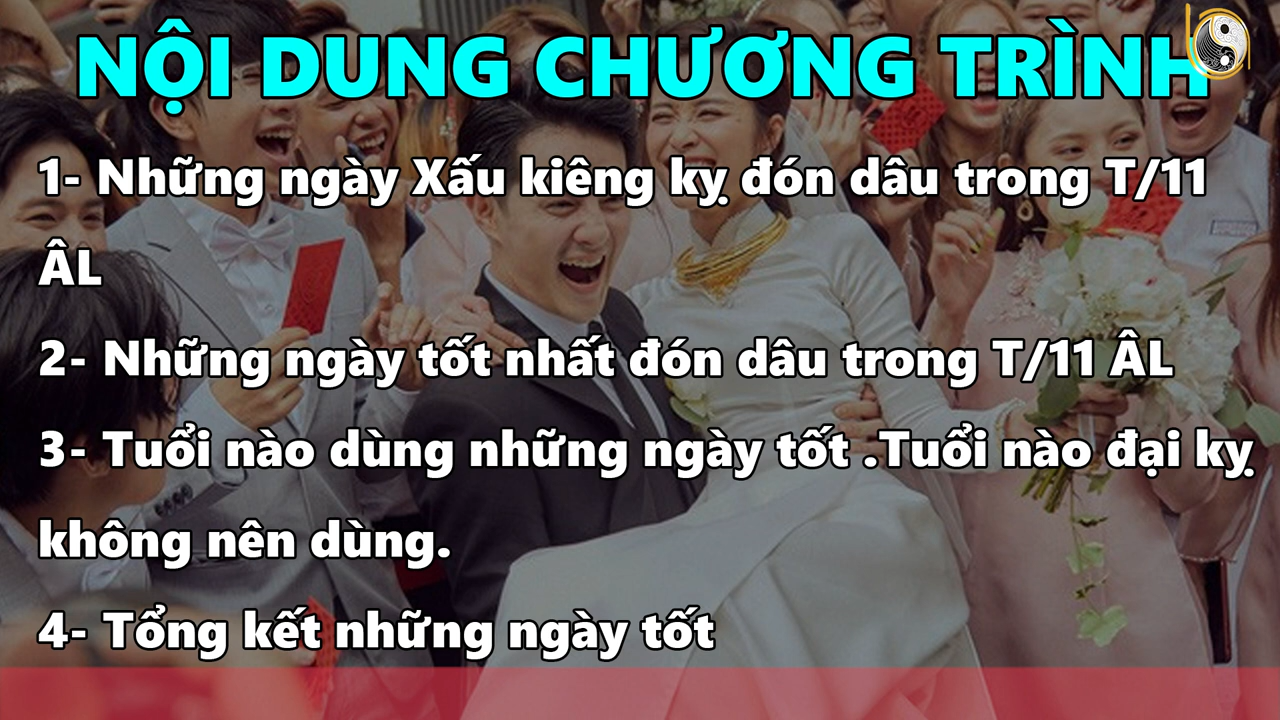 NỘI DUNG CHƯƠNG TRÌNH
1- Những ngày Xấu kiêng kỵ đón dâu trong T/11
ÂL
2- Những ngày tốt nhất đón dâu trong T/11 ÂL
3- Tuổi nào dùng những ngày tốt .Tuổi nào đại kỵ
không nên dùng.
4- Tổng kết những ngày tốt